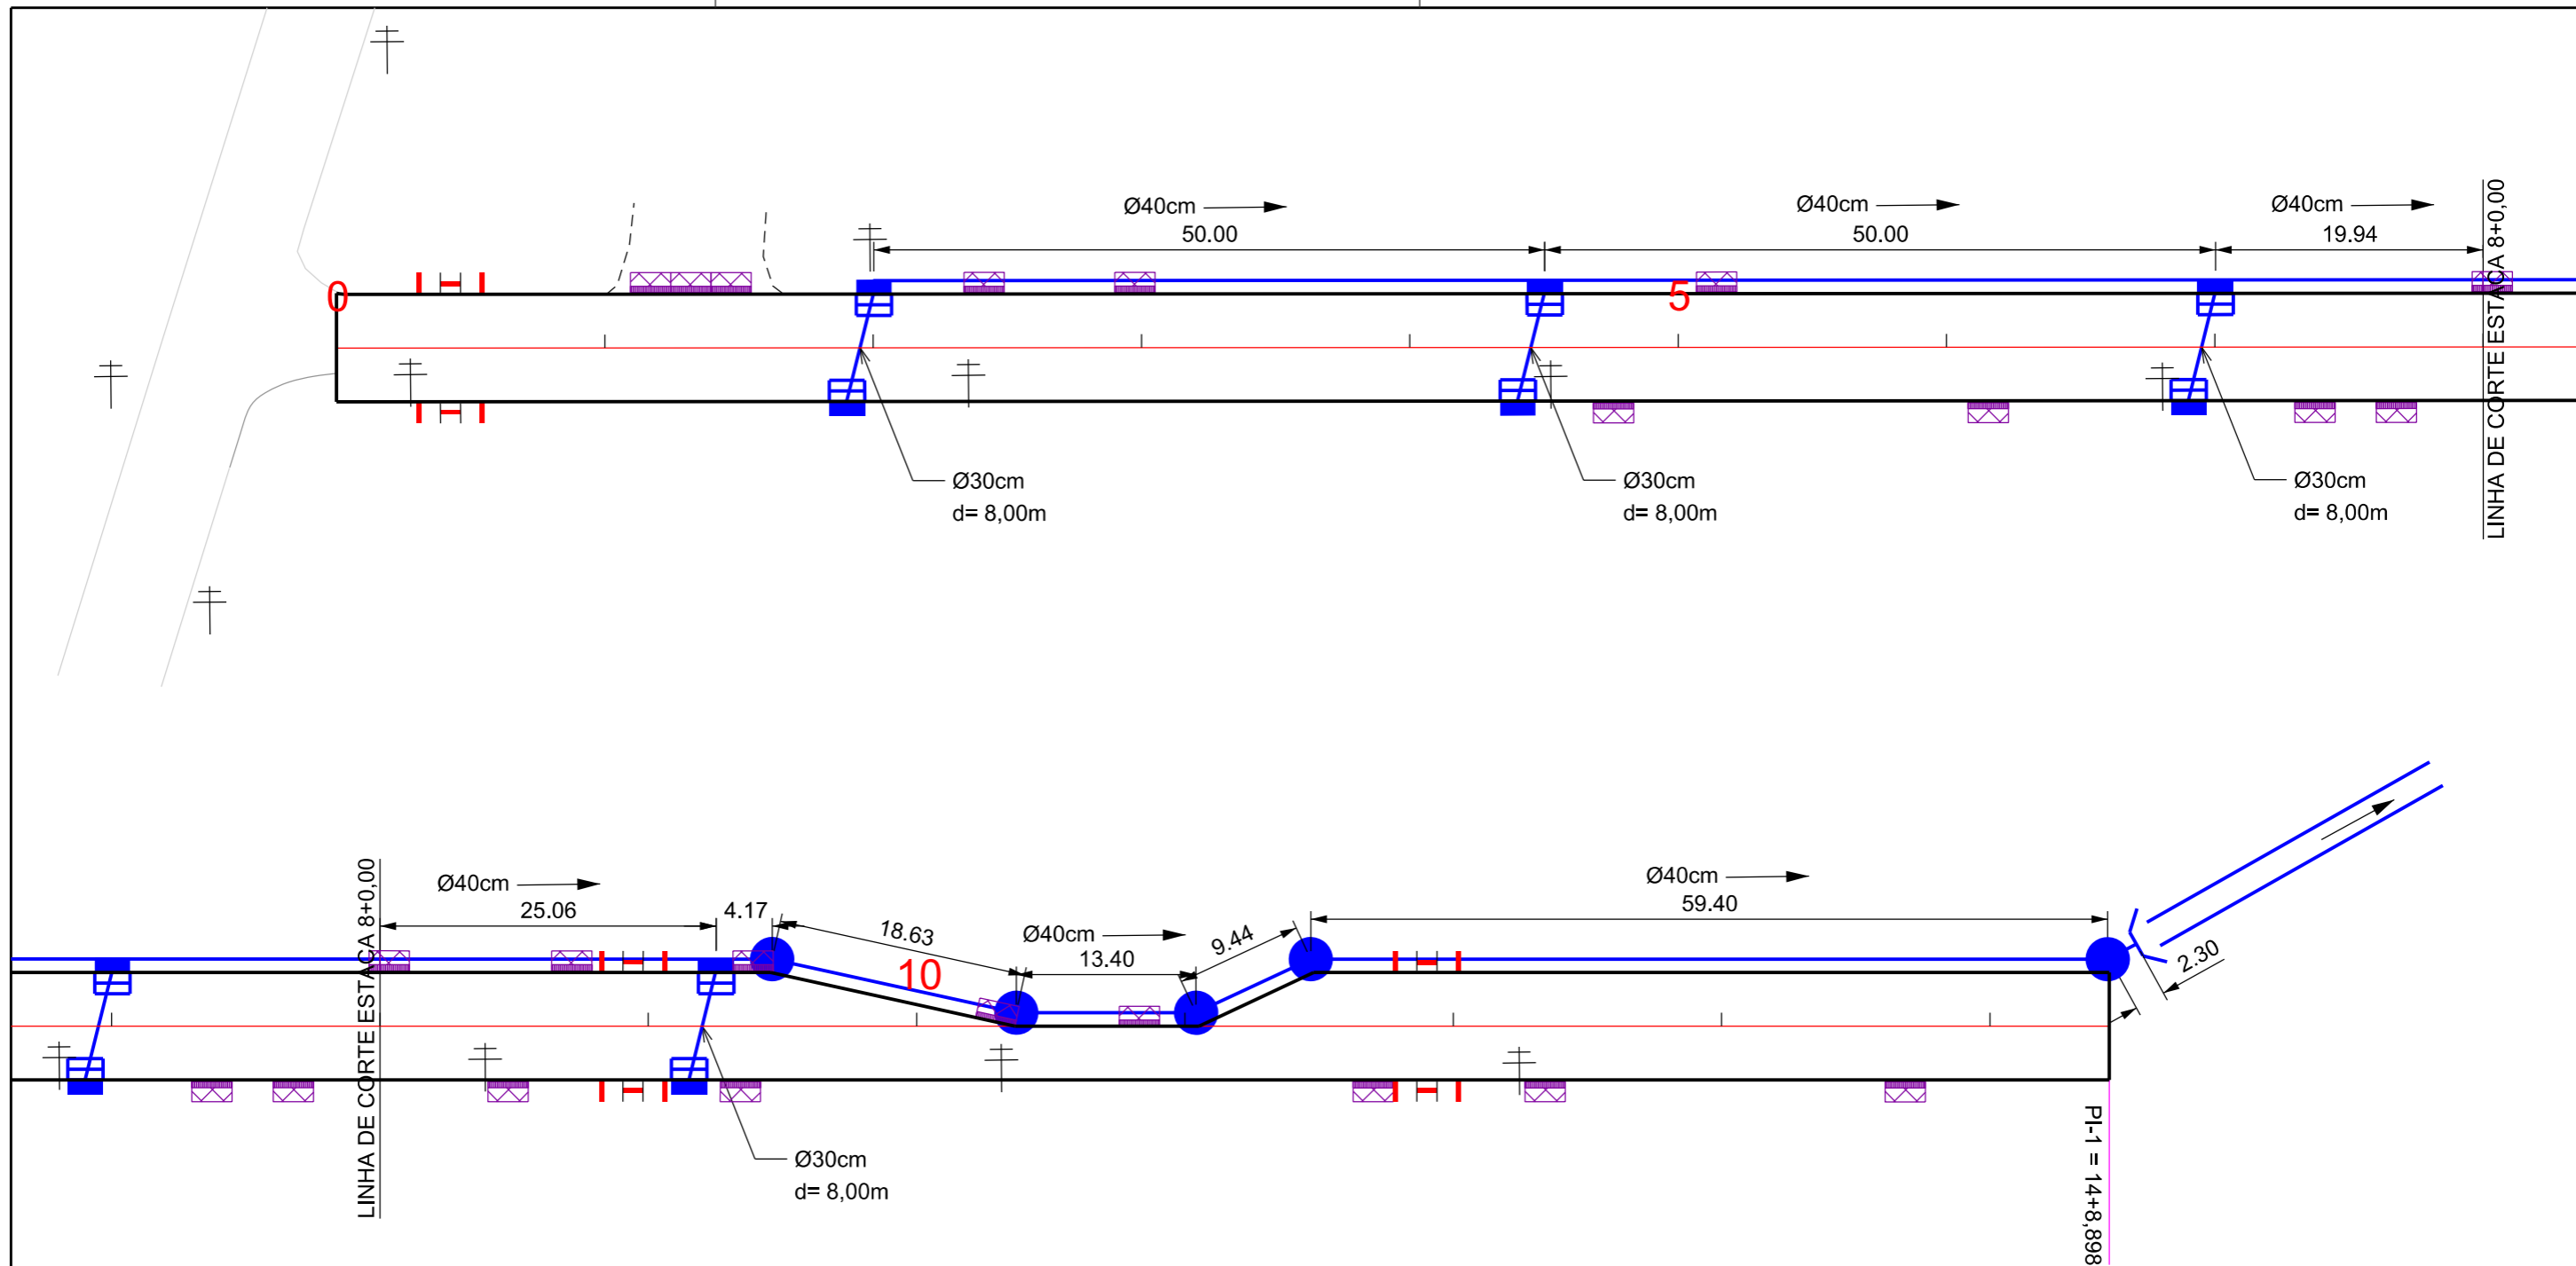 Ø40cm
50.00
Ø40cm
50.00
Ø40cm
19.94
LINHA DE CORTE ESTACA 8+0,00
0
5
Ø30cm
d= 8,00m
Ø30cm
d= 8,00m
Ø30cm
d= 8,00m
LINHA DE CORTE ESTACA 8+0,00
Ø40cm
25.06
4.17
18.63
10
Ø40cm
13.40
9.44
Ø40cm
59.40
2.30
Ø30cm
d= 8,00m
PI-1 = 14+8,898